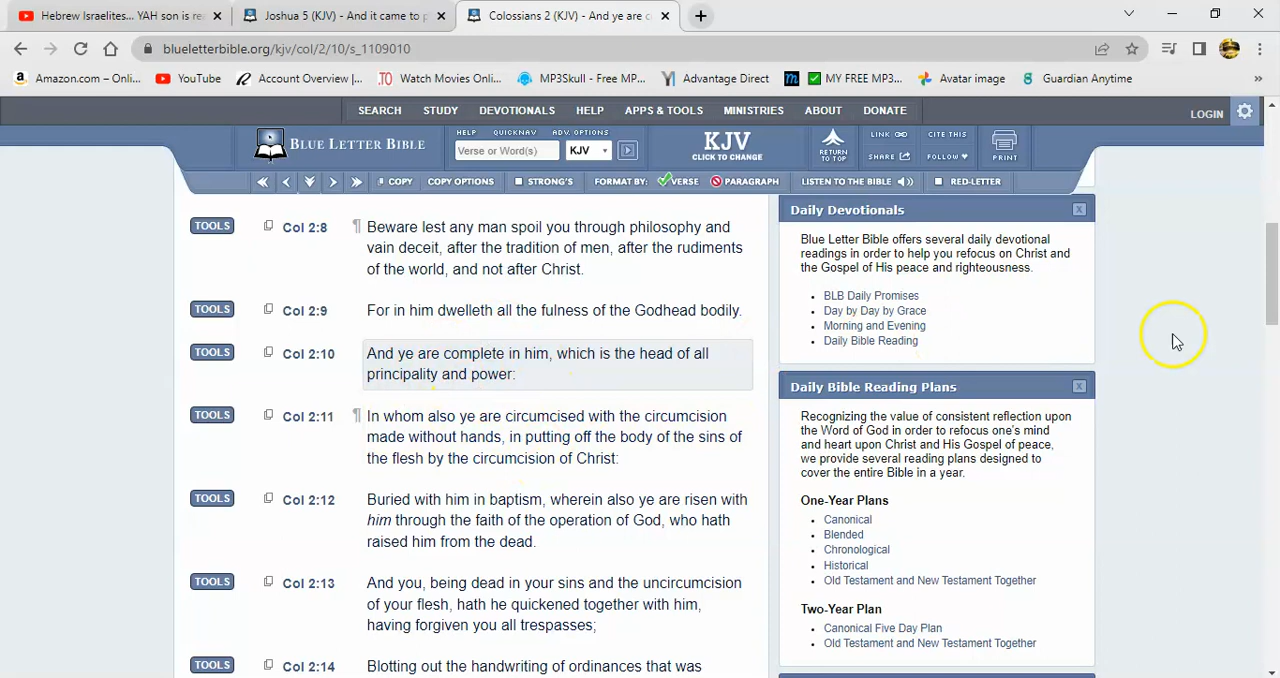 Hebrew Israelites... YAH son is re
Joshua 5 (KJV) - And it came to p
Colossians 2 (KJV) - And ye are c
blueletterbible.org/kjv/col/2/10/s_1109010
Amazon.com – Onli...
YouTube
Account Overview |...
Watch Movies Onli...
MP3Skull - Free MP...
Advantage Direct
MY FREE MP3...
Avatar image
Guardian Anytime
SEARCH STUDY DEVOTIONALS HELP APPS & TOOLS MINISTRIES ABOUT DONATE
LOGIN
BLUE LETTER BIBLE
HELP QUICKNAV ADV. OPTIONS
Verse or Word(s) KJV
KJV
CLICK TO CHANGE
RETURN
TO TOP
LINK CITE THIS
SHARE FOLLOW PRINT
COPY COPY OPTIONS STRONG'S FORMAT BY: VERSE PARAGRAPH LISTEN TO THE BIBLE RED-LETTER
TOOLS Col 2:8 ¶ Beware lest any man spoil you through philosophy and
vain deceit, after the tradition of men, after the rudiments
of the world, and not after Christ.
TOOLS Col 2:9 For in him dwelleth all the fulness of the Godhead bodily.
TOOLS Col 2:10 And ye are complete in him, which is the head of all
principality and power:
TOOLS Col 2:11 ¶ In whom also ye are circumcised with the circumcision
made without hands, in putting off the body of the sins of
the flesh by the circumcision of Christ:
TOOLS Col 2:12 Buried with him in baptism, wherein also ye are risen with
him through the faith of the operation of God, who hath
raised him from the dead.
TOOLS Col 2:13 And you, being dead in your sins and the uncircumcision
of your flesh, hath he quickened together with him,
having forgiven you all trespasses;
TOOLS Col 2:14 Blotting out the handwriting of ordinances that was
Daily Devotionals
Blue Letter Bible offers several daily devotional
readings in order to help you refocus on Christ and
the Gospel of His peace and righteousness.
BLB Daily Promises
Day by Day by Grace
Morning and Evening
Daily Bible Reading
Daily Bible Reading Plans
Recognizing the value of consistent reflection upon
the Word of God in order to refocus one's mind
and heart upon Christ and His Gospel of peace,
we provide several reading plans designed to
cover the entire Bible in a year.
One-Year Plans
Canonical
Blended
Chronological
Historical
Old Testament and New Testament Together
Two-Year Plan
Canonical Five Day Plan
Old Testament and New Testament Together